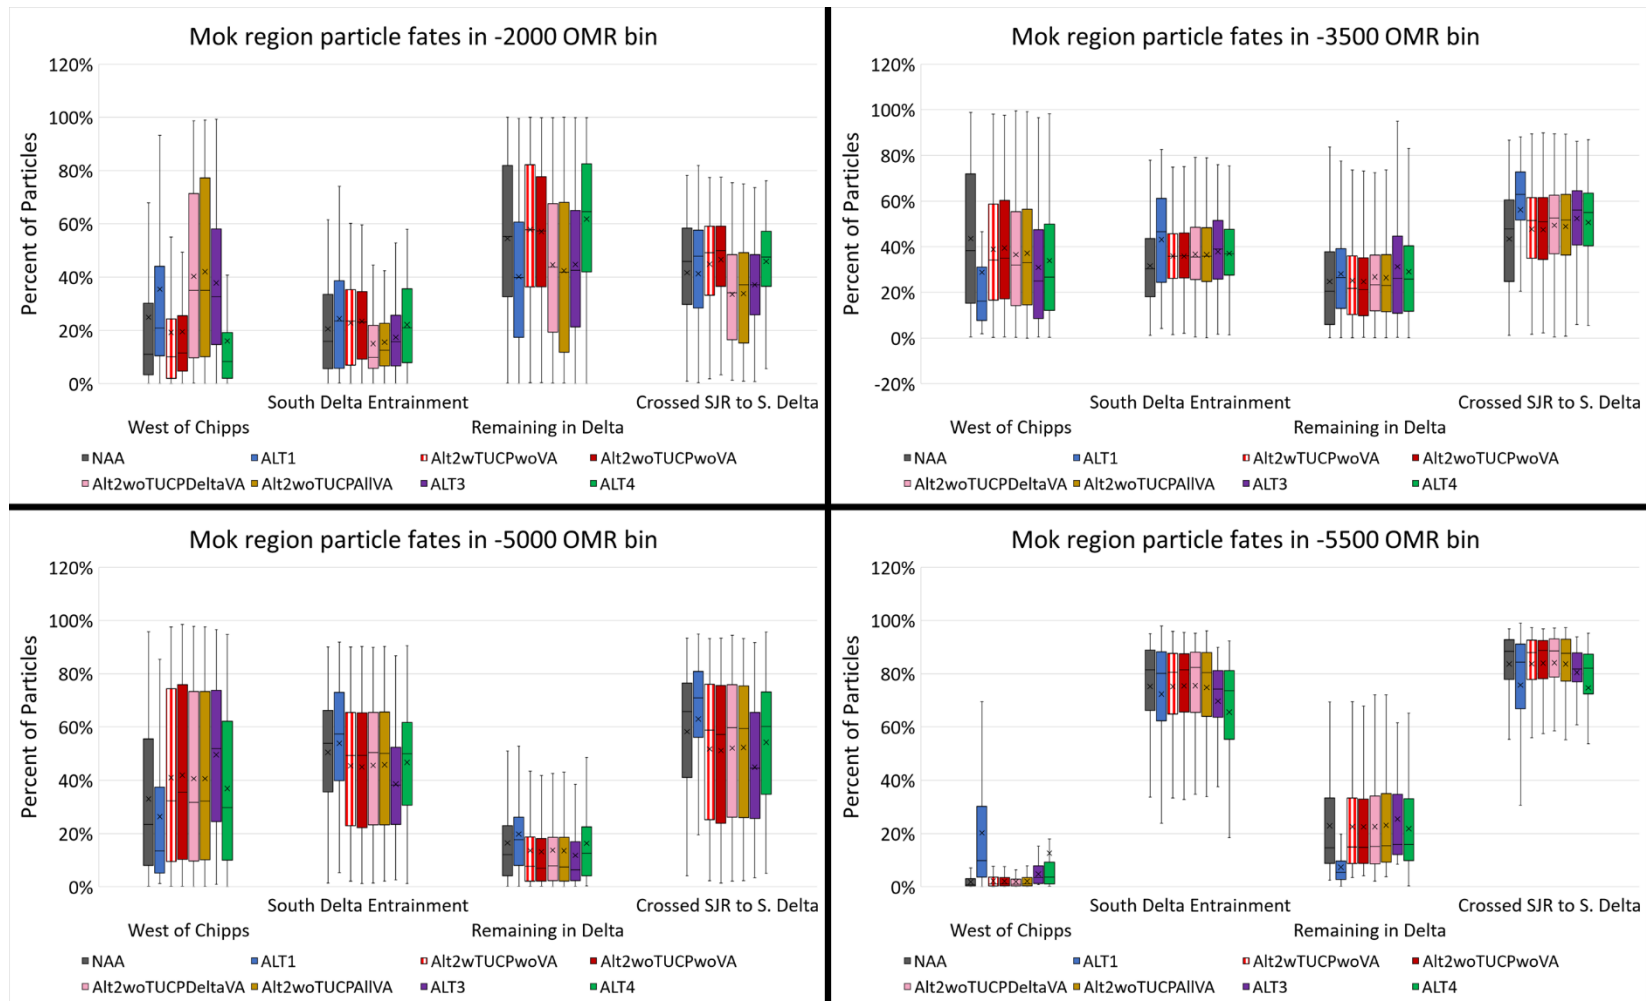 Mok region particle fates in -2000 OMR bin
Percent of Particles
120%
100%
80%
60%
40%
20%
0%
South Delta Entrainment
Crossed SJR to S. Delta
West of Chipps
Remaining in Delta
NAA
ALT1
Alt2wTUCPwoVA
Alt2woTUCPwoVA
Alt2woTUCPDeltaVA
Alt2woTUCPAllVA
ALT3
ALT4
Mok region particle fates in -3500 OMR bin
Percent of Particles
120%
100%
80%
60%
40%
20%
0%
-20%
South Delta Entrainment
Crossed SJR to S. Delta
West of Chipps
Remaining in Delta
NAA
ALT1
Alt2wTUCPwoVA
Alt2woTUCPwoVA
Alt2woTUCPDeltaVA
Alt2woTUCPAllVA
ALT3
ALT4
Mok region particle fates in -5000 OMR bin
Percent of Particles
120%
100%
80%
60%
40%
20%
0%
South Delta Entrainment
Crossed SJR to S. Delta
West of Chipps
Remaining in Delta
NAA
ALT1
Alt2wTUCPwoVA
Alt2woTUCPwoVA
Alt2woTUCPDeltaVA
Alt2woTUCPAllVA
ALT3
ALT4
Mok region particle fates in -5500 OMR bin
Percent of Particles
120%
100%
80%
60%
40%
20%
0%
South Delta Entrainment
Crossed SJR to S. Delta
West of Chipps
Remaining in Delta
NAA
ALT1
Alt2wTUCPwoVA
Alt2woTUCPwoVA
Alt2woTUCPDeltaVA
Alt2woTUCPAllVA
ALT3
ALT4